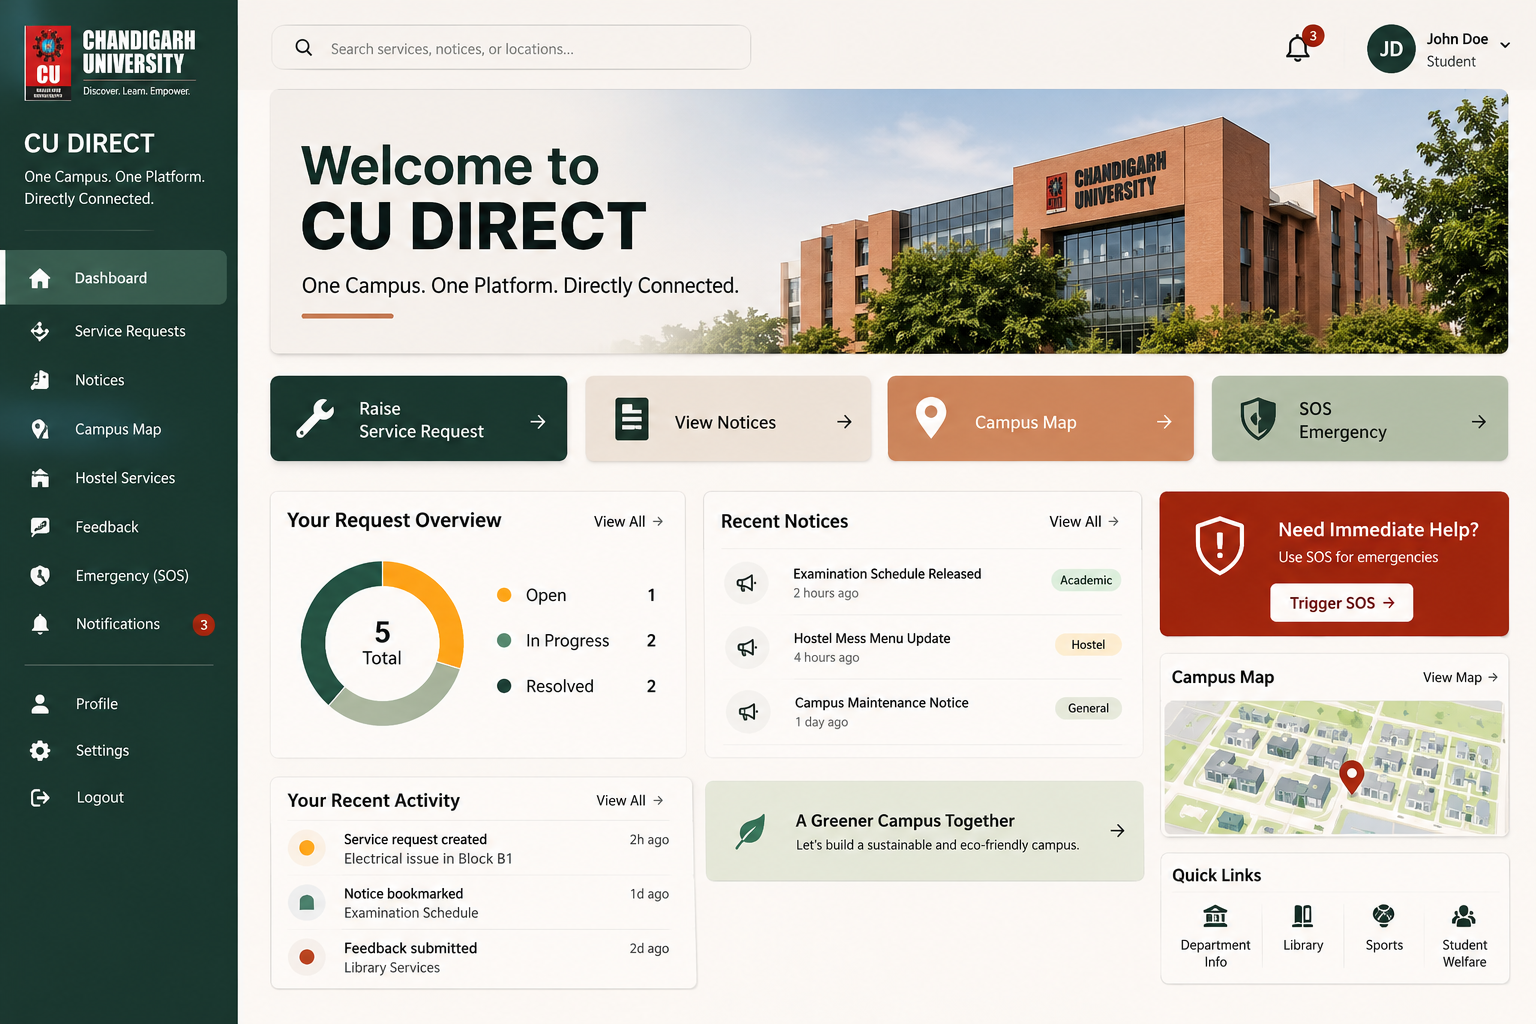 CU
CHANDIGARH
UNIVERSITY
Discover. Learn. Empower.
CU DIRECT
One Campus. One Platform.
Directly Connected.
Dashboard
Service Requests
Notices
Campus Map
Hostel Services
Feedback
Emergency (SOS)
Notifications 3
Profile
Settings
Logout
Search services, notices, or locations...
3
JD
John Doe
Student
Welcome to
CU DIRECT
One Campus. One Platform. Directly Connected.
CHANDIGARH
UNIVERSITY
Raise
Service Request →
View Notices →
Campus Map →
SOS
Emergency →
Your Request Overview View All →
5
Total
Open 1
In Progress 2
Resolved 2
Recent Notices View All →
Examination Schedule Released
2 hours ago
Academic
Hostel Mess Menu Update
4 hours ago
Hostel
Campus Maintenance Notice
1 day ago
General
Need Immediate Help?
Use SOS for emergencies
Trigger SOS →
Campus Map View Map →
Your Recent Activity View All →
Service request created 2h ago
Electrical issue in Block B1
Notice bookmarked 1d ago
Examination Schedule
Feedback submitted 2d ago
Library Services
A Greener Campus Together
Let's build a sustainable and eco-friendly campus.
→
Quick Links
Department
Info
Library
Sports
Student
Welfare